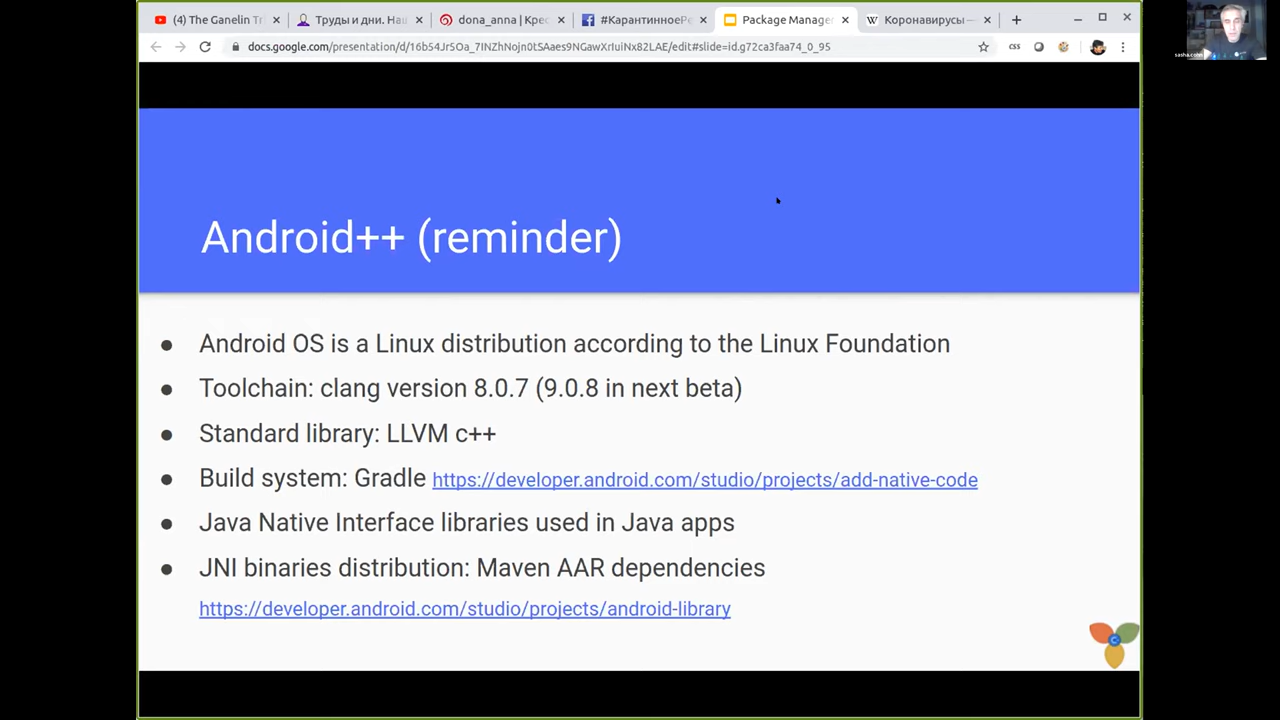 (4) The Ganelin Tr
Труды и дни. Наш
dona_anna | Крес
#КарантинноеРе
Package Manage
W Коронавирусы —
docs.google.com/presentation/d/16b54JrSOa_7INZhNojn0tSAaes9NGawXrIuiNx82LAE/edit#slide=id.g72ca3faa74_0_95
CSS
Android++ (reminder)
● Android OS is a Linux distribution according to the Linux Foundation
● Toolchain: clang version 8.0.7 (9.0.8 in next beta)
● Standard library: LLVM c++
● Build system: Gradle https://developer.android.com/studio/projects/add-native-code
● Java Native Interface libraries used in Java apps
● JNI binaries distribution: Maven AAR dependencies
https://developer.android.com/studio/projects/android-library